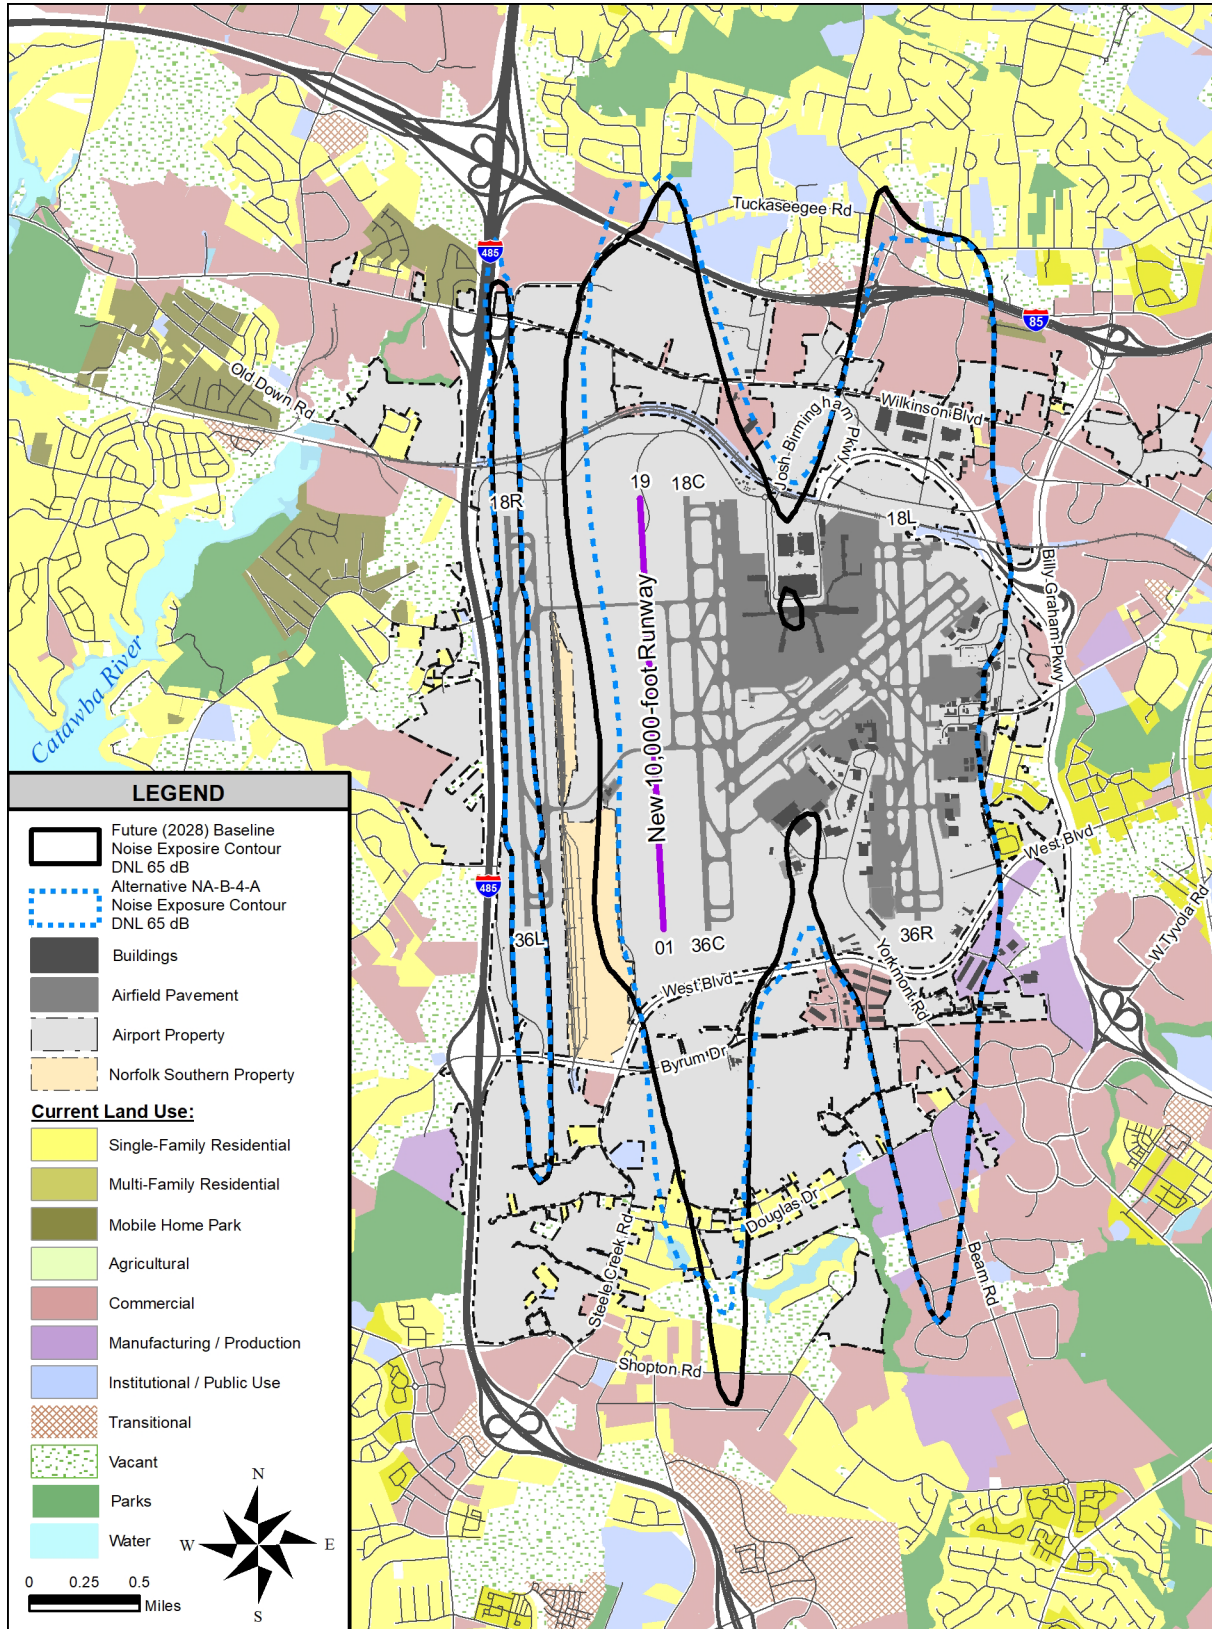 Tuckaseegee Rd
485
85
Old Down Rd
Wilkinson Blvd
Josh Birmingham Pkwy
19
18C
18R
18L
Billy Graham Pkwy
New 10,000-foot Runway
Catawba River
West Blvd
W Tyvola Rd
485
36L
01
36C
36R
Yorkmont Rd
West Blvd
Byrum Dr
Douglas Dr
Steele Creek Rd
Beam Rd
Shopton Rd
LEGEND
Future (2028) Baseline
Noise Exposire Contour
DNL 65 dB
Alternative NA-B-4-A
Noise Exposure Contour
DNL 65 dB
Buildings
Airfield Pavement
Airport Property
Norfolk Southern Property
Current Land Use:
Single-Family Residential
Multi-Family Residential
Mobile Home Park
Agricultural
Commercial
Manufacturing / Production
Institutional / Public Use
Transitional
Vacant
Parks
Water
N
W E
S
0 0.25 0.5
Miles